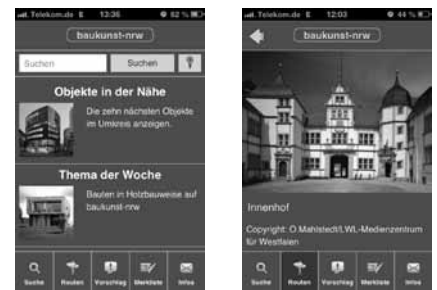 Telekom.de E 13:36 82 %
baukunst-nrw
Suchen Suchen
Objekte in der Nähe
Die zehn nächsten Objekte
im Umkreis anzeigen.
Thema der Woche
Bauten in Holzbauweise auf
baukunst-nrw
Suche Routen Vorschlag Merkliste Infos
Telekom.de E 12:03 44 %
baukunst-nrw
Innenhof
Copyright: O.Mahlstedt/LWL-Medienzentrum
für Westfalen
Suche Routen Vorschlag Merkliste Infos